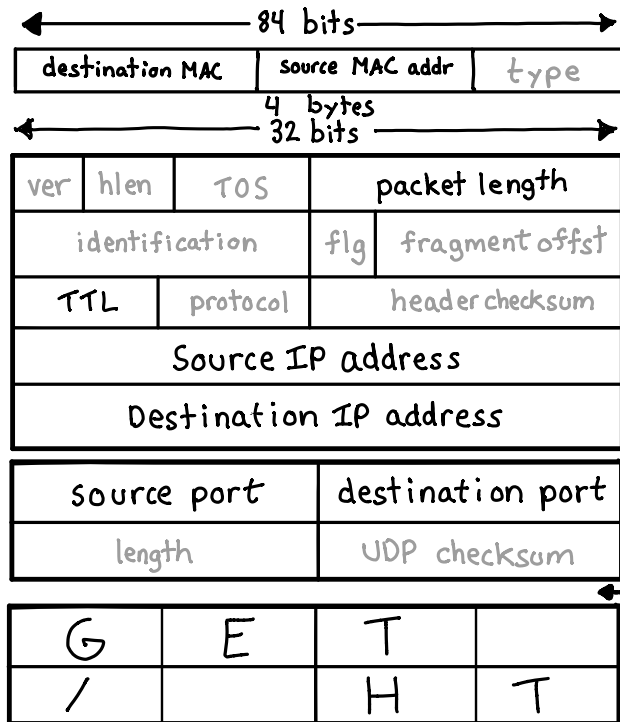 84 bits
destination MAC source MAC addr type
4 bytes
32 bits
ver hlen TOS packet length
identification flg fragment offst
TTL protocol header checksum
Source IP address
Destination IP address
source port destination port
length UDP checksum
G E T
/ H T